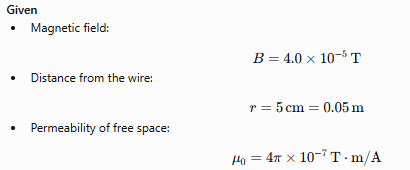 Given
• Magnetic field:
B = 4.0 × 10⁻⁵ T
• Distance from the wire:
r = 5 cm = 0.05 m
• Permeability of free space:
μ₀ = 4π × 10⁻⁷ T · m/A